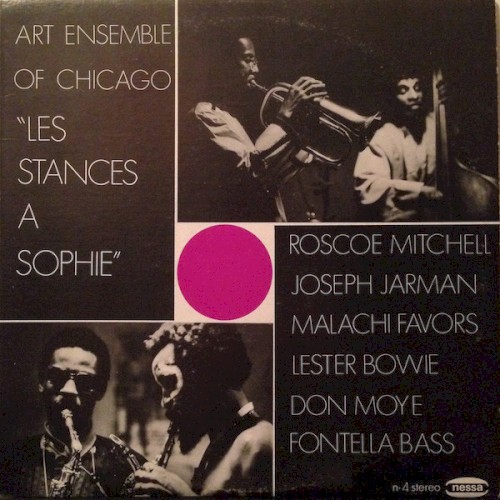 ART ENSEMBLE
OF CHICAGO
"LES
STANCES
A
SOPHIE"
ROSCOE MITCHELL
JOSEPH JARMAN
MALACHI FAVORS
LESTER BOWIE
DON MOYE
FONTELLA BASS
n-4 stereo nessa